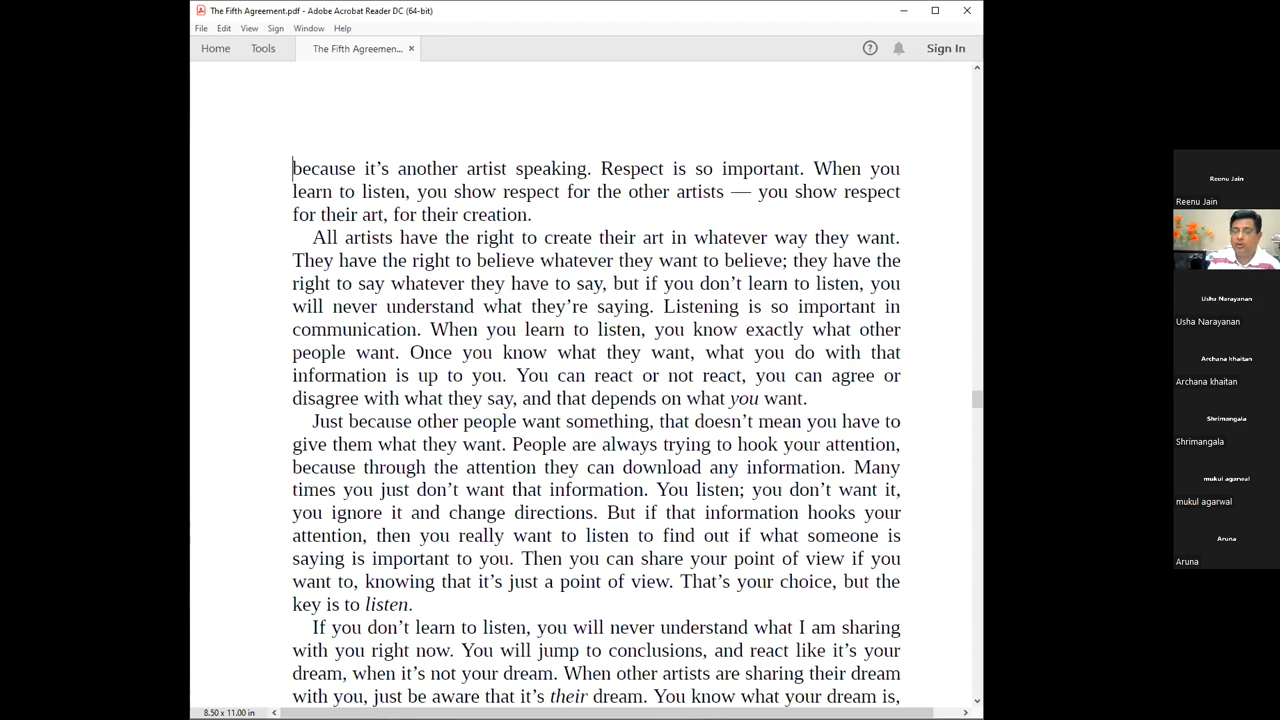 The Fifth Agreement.pdf - Adobe Acrobat Reader DC (64-bit)
File Edit View Sign Window Help
Home Tools The Fifth Agreemen... × Sign In
because it’s another artist speaking. Respect is so important. When you
learn to listen, you show respect for the other artists — you show respect
for their art, for their creation.
All artists have the right to create their art in whatever way they want.
They have the right to believe whatever they want to believe; they have the
right to say whatever they have to say, but if you don’t learn to listen, you
will never understand what they’re saying. Listening is so important in
communication. When you learn to listen, you know exactly what other
people want. Once you know what they want, what you do with that
information is up to you. You can react or not react, you can agree or
disagree with what they say, and that depends on what you want.
Just because other people want something, that doesn’t mean you have to
give them what they want. People are always trying to hook your attention,
because through the attention they can download any information. Many
times you just don’t want that information. You listen; you don’t want it,
you ignore it and change directions. But if that information hooks your
attention, then you really want to listen to find out if what someone is
saying is important to you. Then you can share your point of view if you
want to, knowing that it’s just a point of view. That’s your choice, but the
key is to listen.
If you don’t learn to listen, you will never understand what I am sharing
with you right now. You will jump to conclusions, and react like it’s your
dream, when it’s not your dream. When other artists are sharing their dream
with you, just be aware that it’s their dream. You know what your dream is,
8.50 x 11.00 in
Reenu Jain
Reenu Jain
Usha Narayanan
Usha Narayanan
Archana khaitan
Archana khaitan
Shrimangala
Shrimangala
mukul agarwal
mukul agarwal
Aruna
Aruna